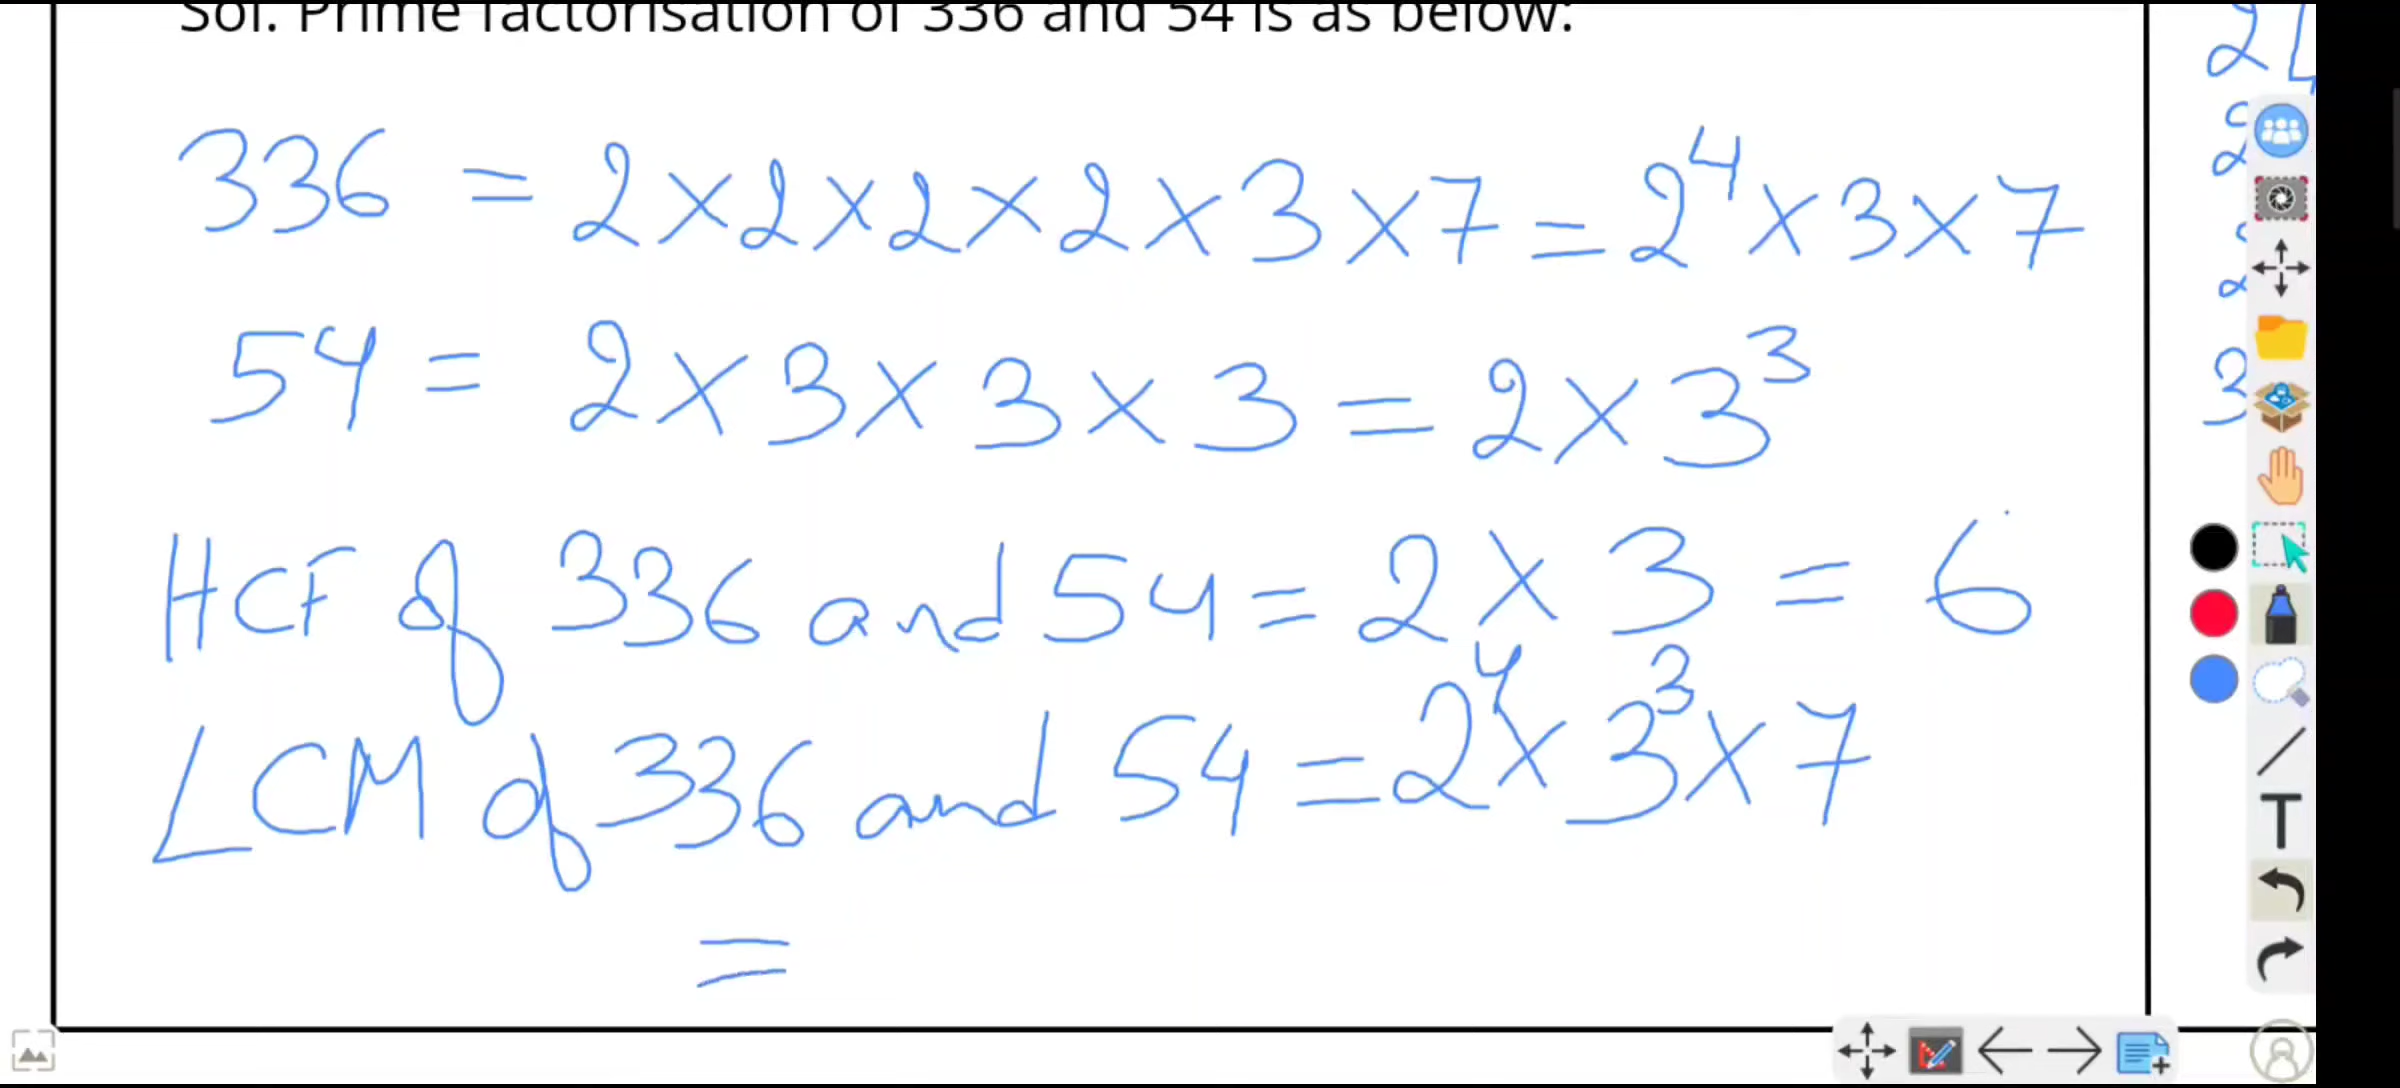 Sol. Prime factorisation of 336 and 54 is as below:
336 = 2×2×2×2×3×7=2⁴×3×7
54 = 2×3×3×3=2×3³
HCF of 336 and 54= 2×3 = 6
LCM of 336 and 54 =2⁴×3³×7
=
T